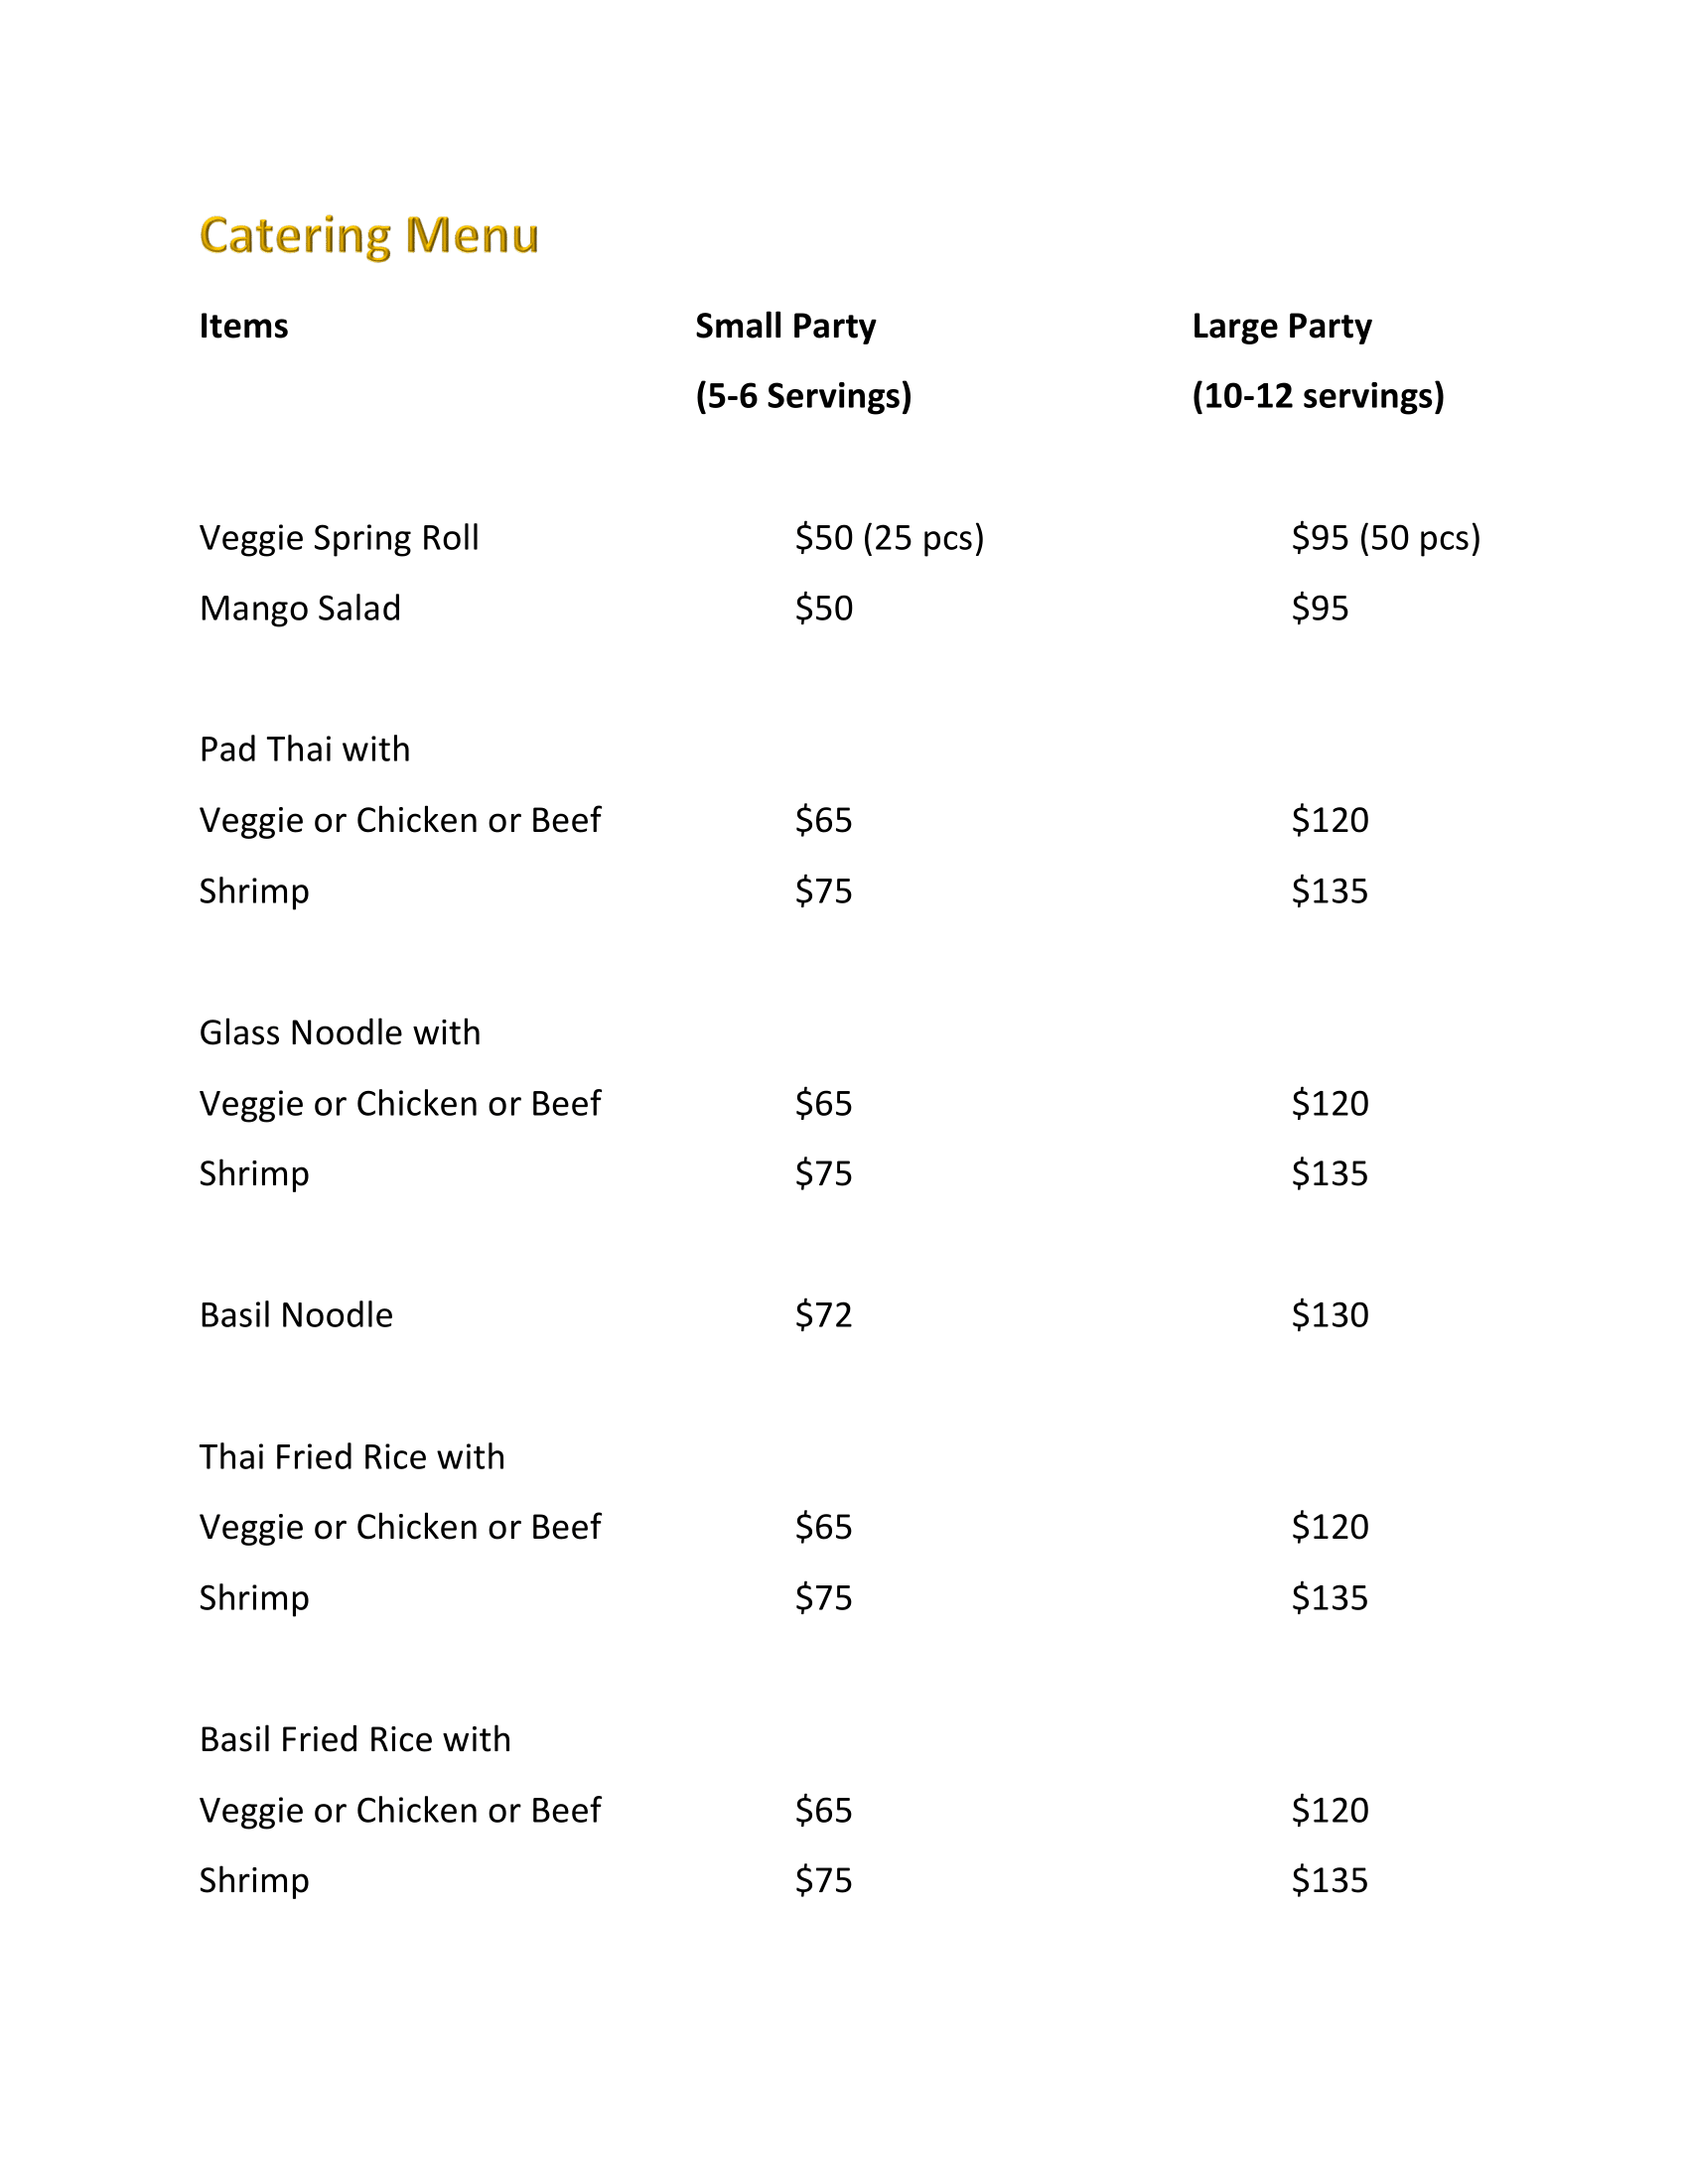 Catering Menu
Items Small Party Large Party
(5-6 Servings) (10-12 servings)
Veggie Spring Roll $50 (25 pcs) $95 (50 pcs)
Mango Salad $50 $95
Pad Thai with
Veggie or Chicken or Beef $65 $120
Shrimp $75 $135
Glass Noodle with
Veggie or Chicken or Beef $65 $120
Shrimp $75 $135
Basil Noodle $72 $130
Thai Fried Rice with
Veggie or Chicken or Beef $65 $120
Shrimp $75 $135
Basil Fried Rice with
Veggie or Chicken or Beef $65 $120
Shrimp $75 $135